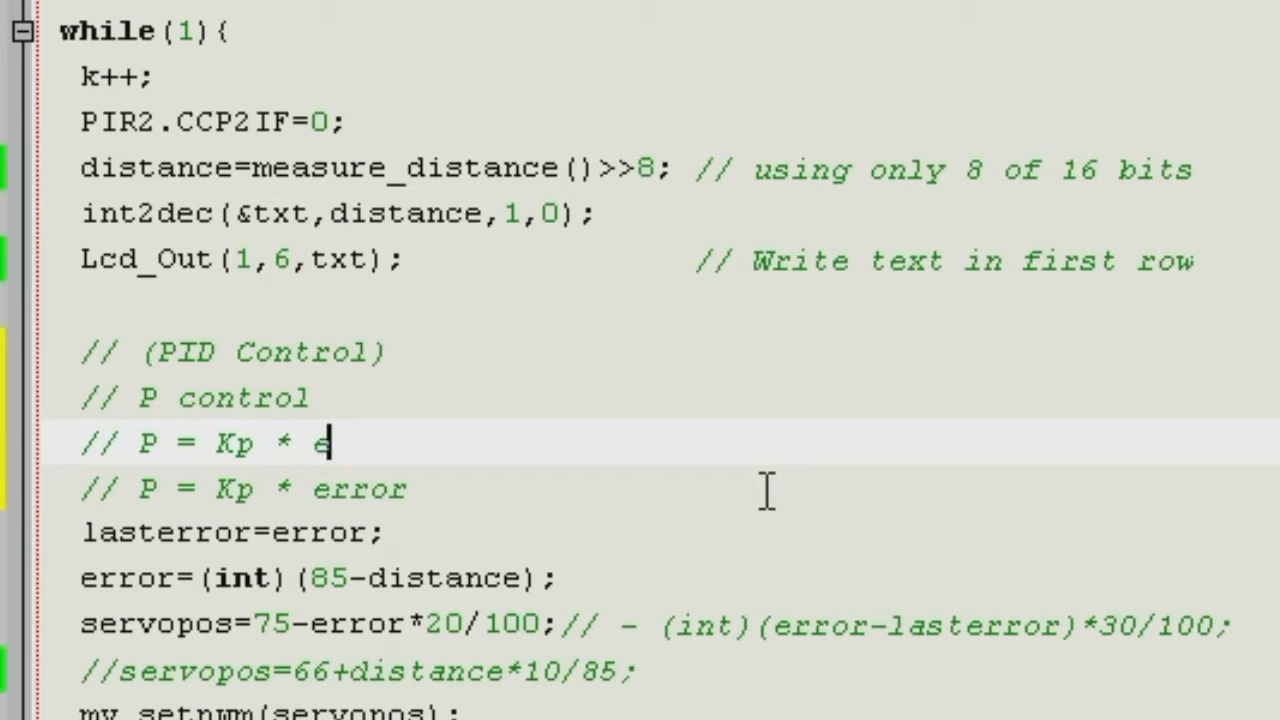 while(1){
k++;
PIR2.CCP2IF=0;
distance=measure_distance()>>8; // using only 8 of 16 bits
int2dec(&txt,distance,1,0);
Lcd_Out(1,6,txt); // Write text in first row
// (PID Control)
// P control
// P = Kp * e
// P = Kp * error
lasterror=error;
error=(int)(85-distance);
servopos=75-error*20/100;// - (int)(error-lasterror)*30/100;
//servopos=66+distance*10/85;
my_setpwm(servopos);